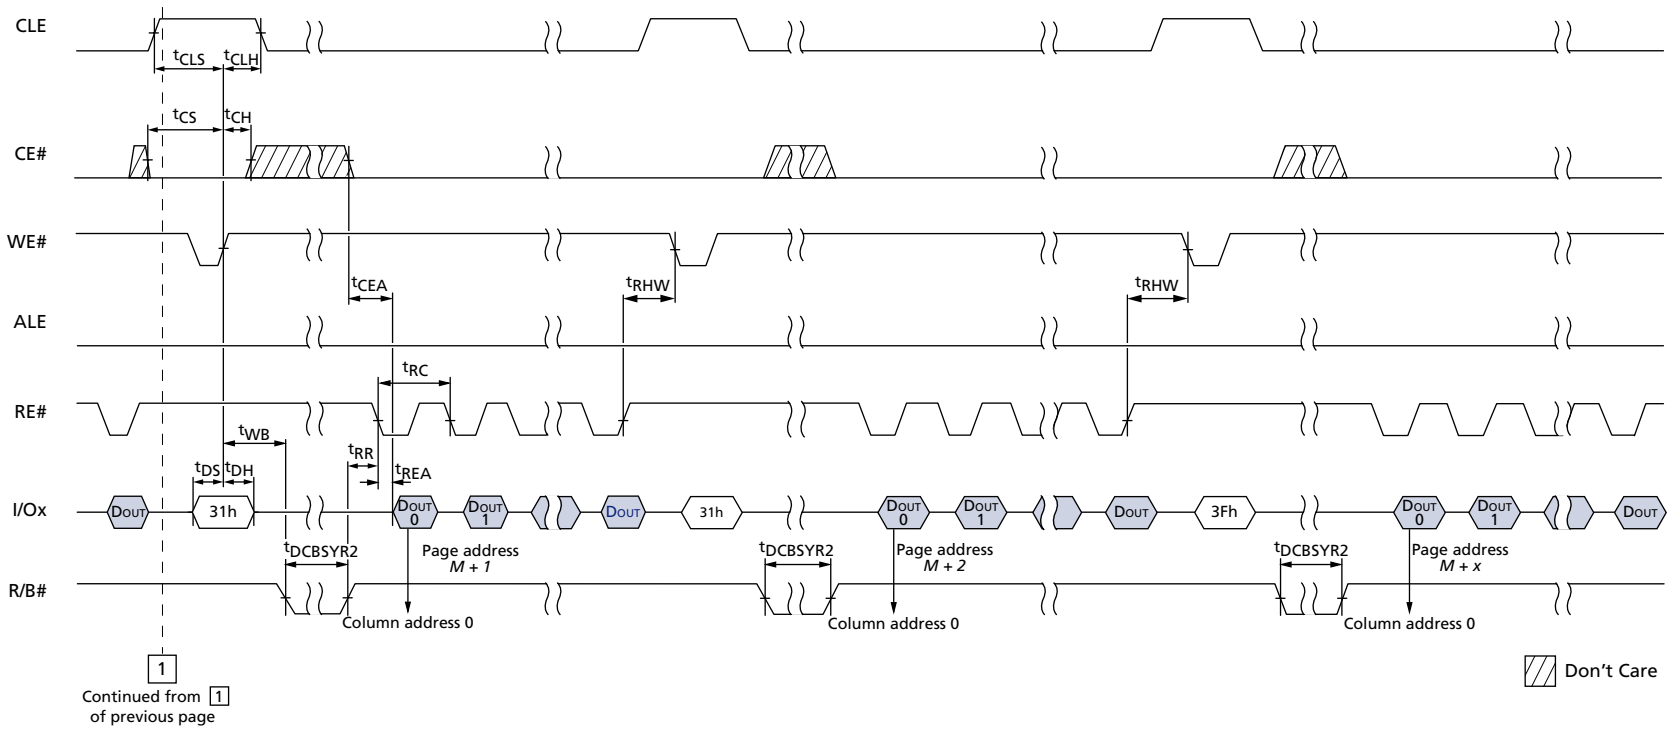 CLE
tCLS tCLH
tCS tCH
CE#
WE#
tCEA tRHW tRHW
ALE
tRC
RE#
tWB
tRR
tDS tDH tREA
I/Ox DOUT 31h DOUT 0 DOUT 1 DOUT 31h DOUT 0 DOUT 1 DOUT 3Fh DOUT 0 DOUT 1 DOUT
tDCBSYR2 Page address M + 1 tDCBSYR2 Page address M + 2 tDCBSYR2 Page address M + x
R/B#
Column address 0 Column address 0 Column address 0
1
Continued from 1
of previous page
Don't Care